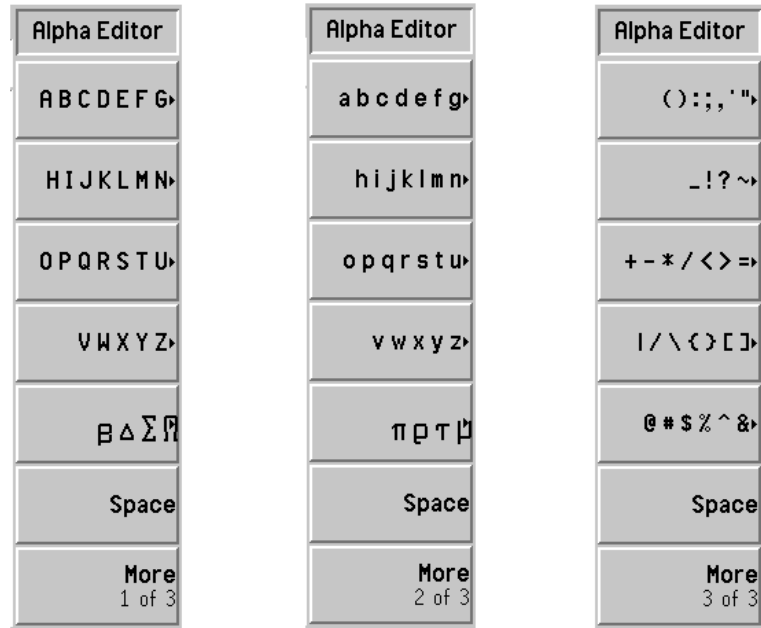 Alpha Editor
A B C D E F G
H I J K L M N
O P Q R S T U
V W X Y Z
Space
More
1 of 3
Alpha Editor
a b c d e f g
h i j k l m n
o p q r s t u
v w x y z
π ρ τ μ
Space
More
2 of 3
Alpha Editor
( ) : ; , ' "
_ ! ? ~
+ - * / < > =
| / \ { } [ ]
@ # $ % ^ &
Space
More
3 of 3